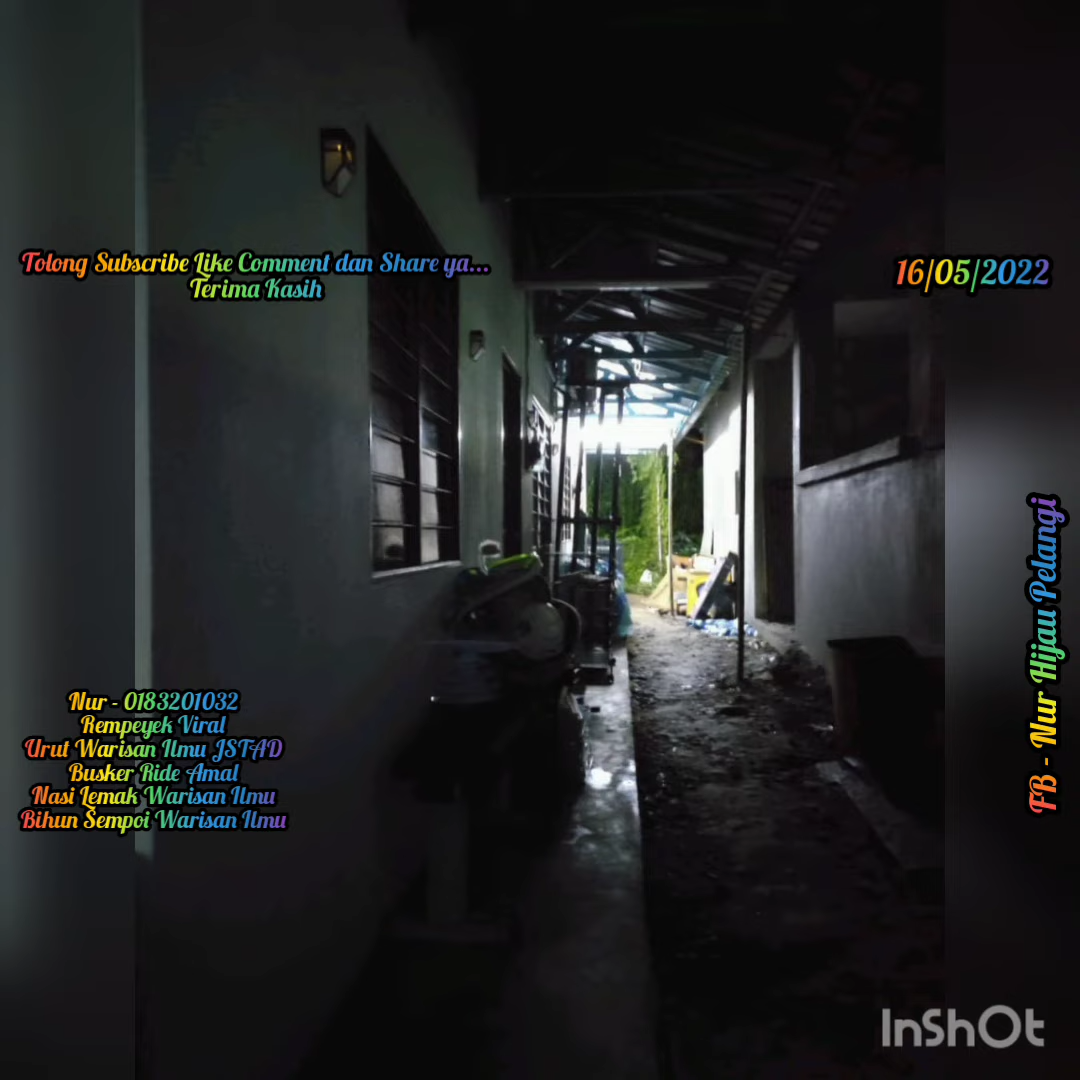 Tolong Subscribe Like Comment dan Share ya...
Terima Kasih
16/05/2022
FB - Nur Hijau Pelangi
Nur - 0183201032
Rempeyek Viral
Urut Warisan Ilmu JSTAD
Busker Ride Amal
Nasi Lemak Warisan Ilmu
Bihun Sempoi Warisan Ilmu
InShOt